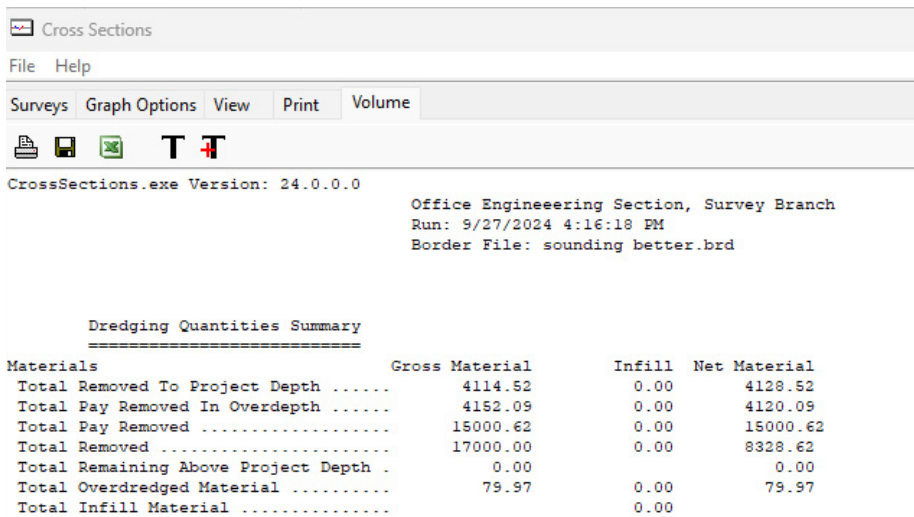 Cross Sections
File Help
Surveys Graph Options View Print Volume
T T
CrossSections.exe Version: 24.0.0.0
Office Engineeering Section, Survey Branch
Run: 9/27/2024 4:16:18 PM
Border File: sounding better.brd
Dredging Quantities Summary
===========================
Materials Gross Material Infill Net Material
Total Removed To Project Depth ...... 4114.52 0.00 4128.52
Total Pay Removed In Overdepth ...... 4152.09 0.00 4120.09
Total Pay Removed ................... 15000.62 0.00 15000.62
Total Removed ....................... 17000.00 0.00 8328.62
Total Remaining Above Project Depth . 0.00 0.00
Total Overdredged Material .......... 79.97 0.00 79.97
Total Infill Material ............... 0.00